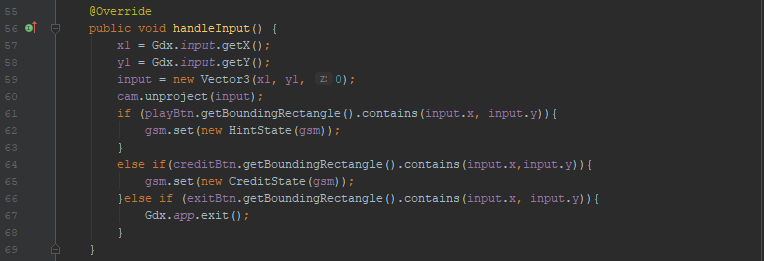 55 @Override
56 public void handleInput() {
57 x1 = Gdx.input.getX();
58 y1 = Gdx.input.getY();
59 input = new Vector3(x1, y1, z: 0);
60 cam.unproject(input);
61 if (playBtn.getBoundingRectangle().contains(input.x, input.y)){
62 gsm.set(new HintState(gsm));
63 }
64 else if(creditBtn.getBoundingRectangle().contains(input.x,input.y)){
65 gsm.set(new CreditState(gsm));
66 }else if (exitBtn.getBoundingRectangle().contains(input.x, input.y)){
67 Gdx.app.exit();
68 }
69 }